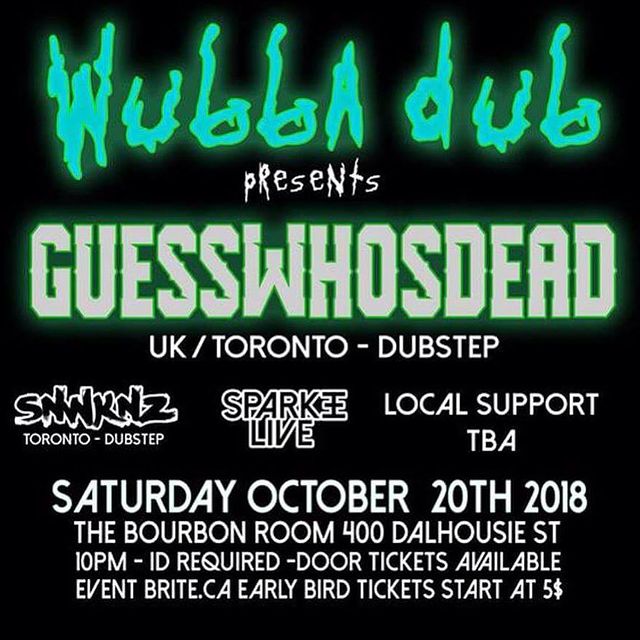 Wubba dub
pReseNts
GUESSWHOSDEAD
UK / TORONTO - DUBSTEP
SNWKNZ
TORONTO - DUBSTEP
SPARKEE
LIVE
LOCAL SUPPORT
TBA
SATURDAY OCTOBER 20TH 2018
THE BOURBON ROOM 400 DALHOUSIE ST
10PM - ID REQUIRED -DOOR TICKETS AVAILABLE
EVENT BRITE.CA EARLY BIRD TICKETS START AT 5$